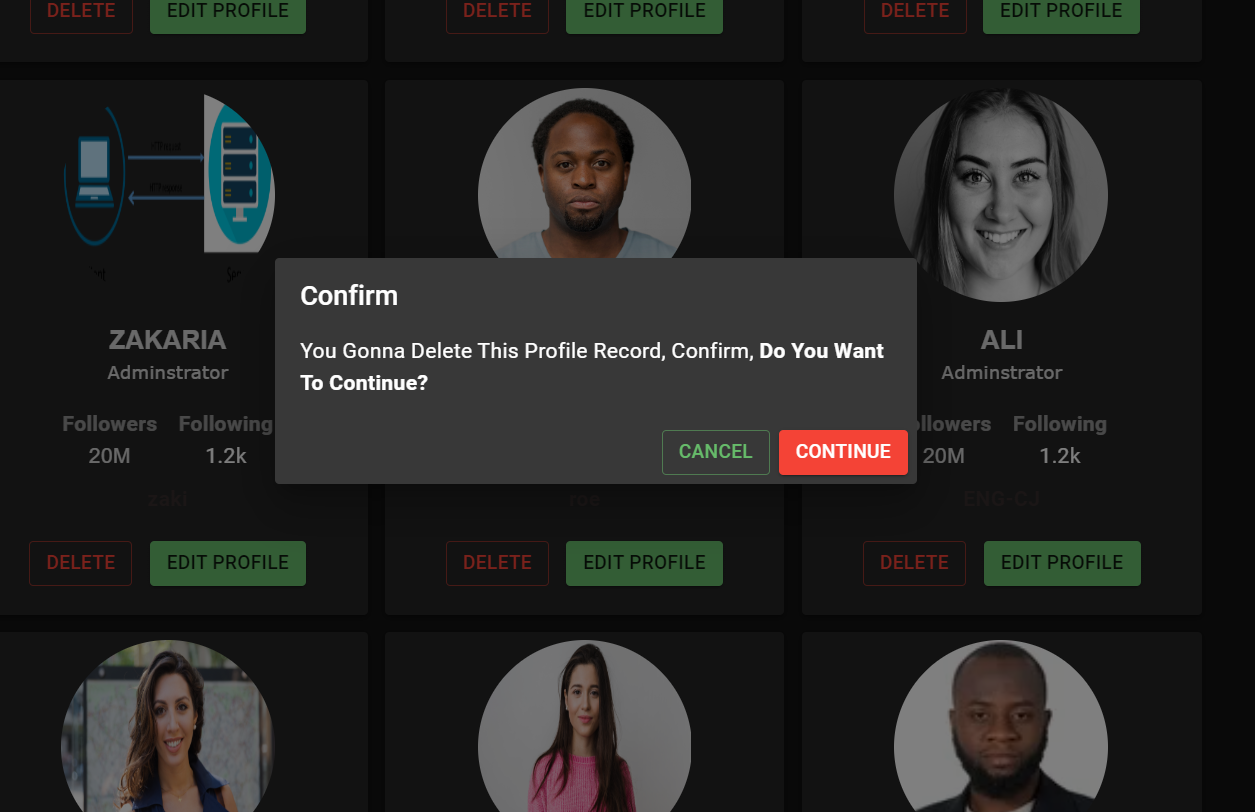 DELETE EDIT PROFILE DELETE EDIT PROFILE DELETE EDIT PROFILE
Confirm
You Gonna Delete This Profile Record, Confirm, Do You Want
To Continue?
CANCEL CONTINUE
ZAKARIA
Adminstrator
Followers Following
20M 1.2k
zaki
DELETE EDIT PROFILE
DELETE EDIT PROFILE
ALI
Adminstrator
Following
20M 1.2k
ENG-CJ
DELETE EDIT PROFILE